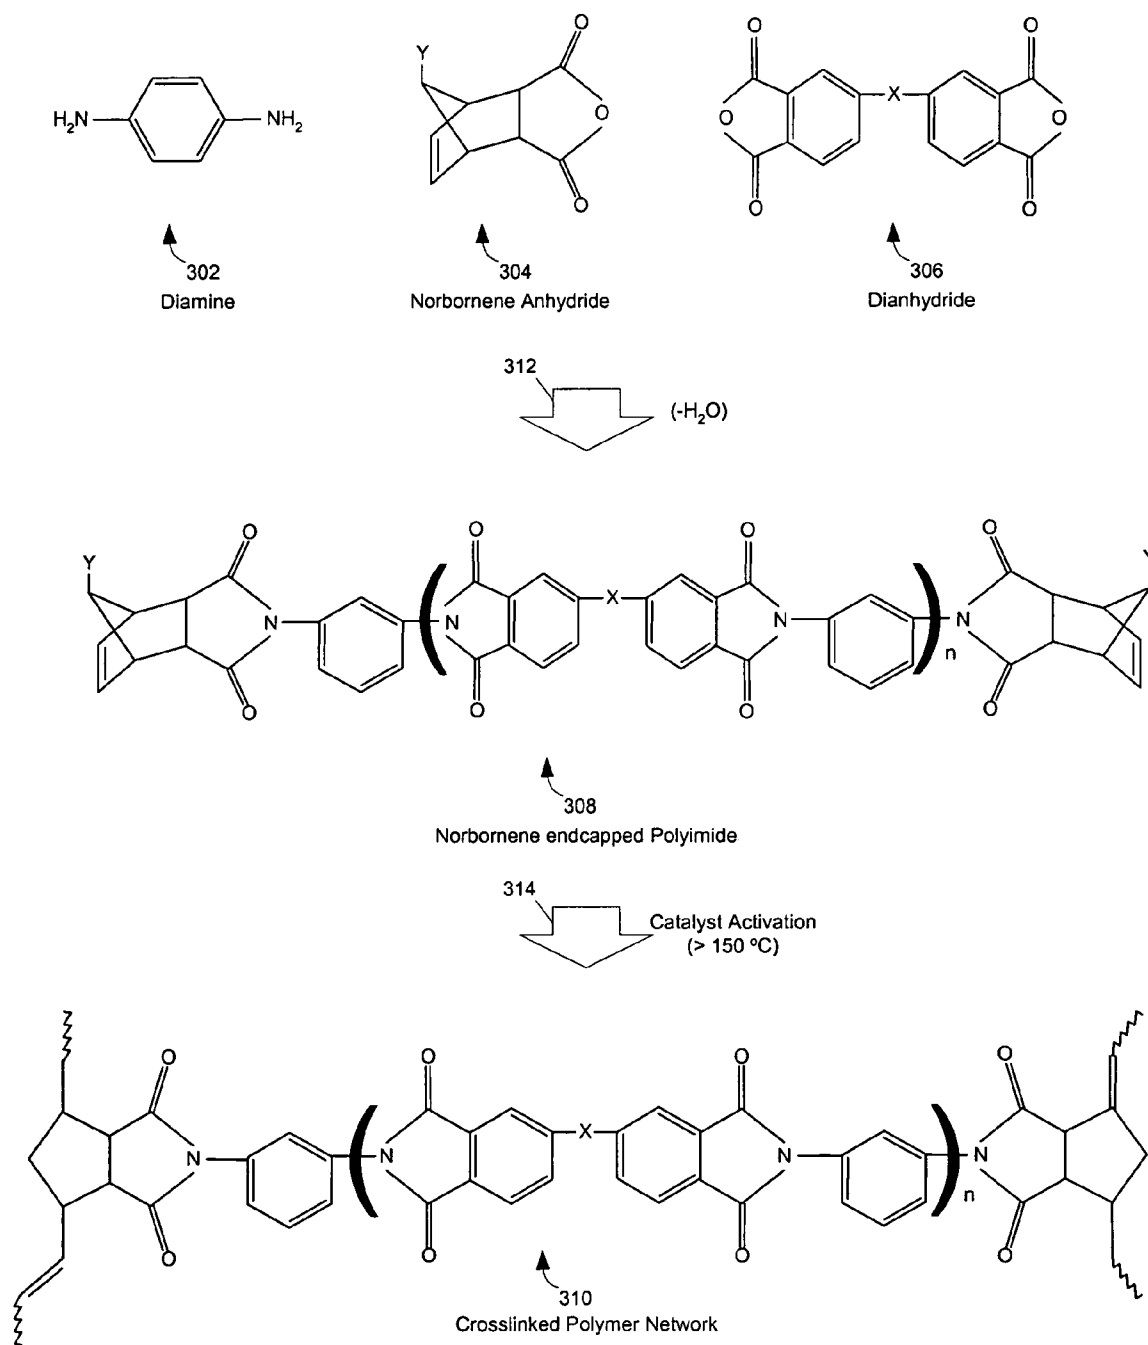 O O O
Y
H₂N NH₂ O X O
O O O
302 304 306
Diamine Norbornene Anhydride Dianhydride
312
(-H₂O)
O O O O
Y Y
N N X N N
n
O O O O
308
Norbornene endcapped Polyimide
314
Catalyst Activation
(> 150 ºC)
O O O O
N N X N N
n
O O O O
310
Crosslinked Polymer Network